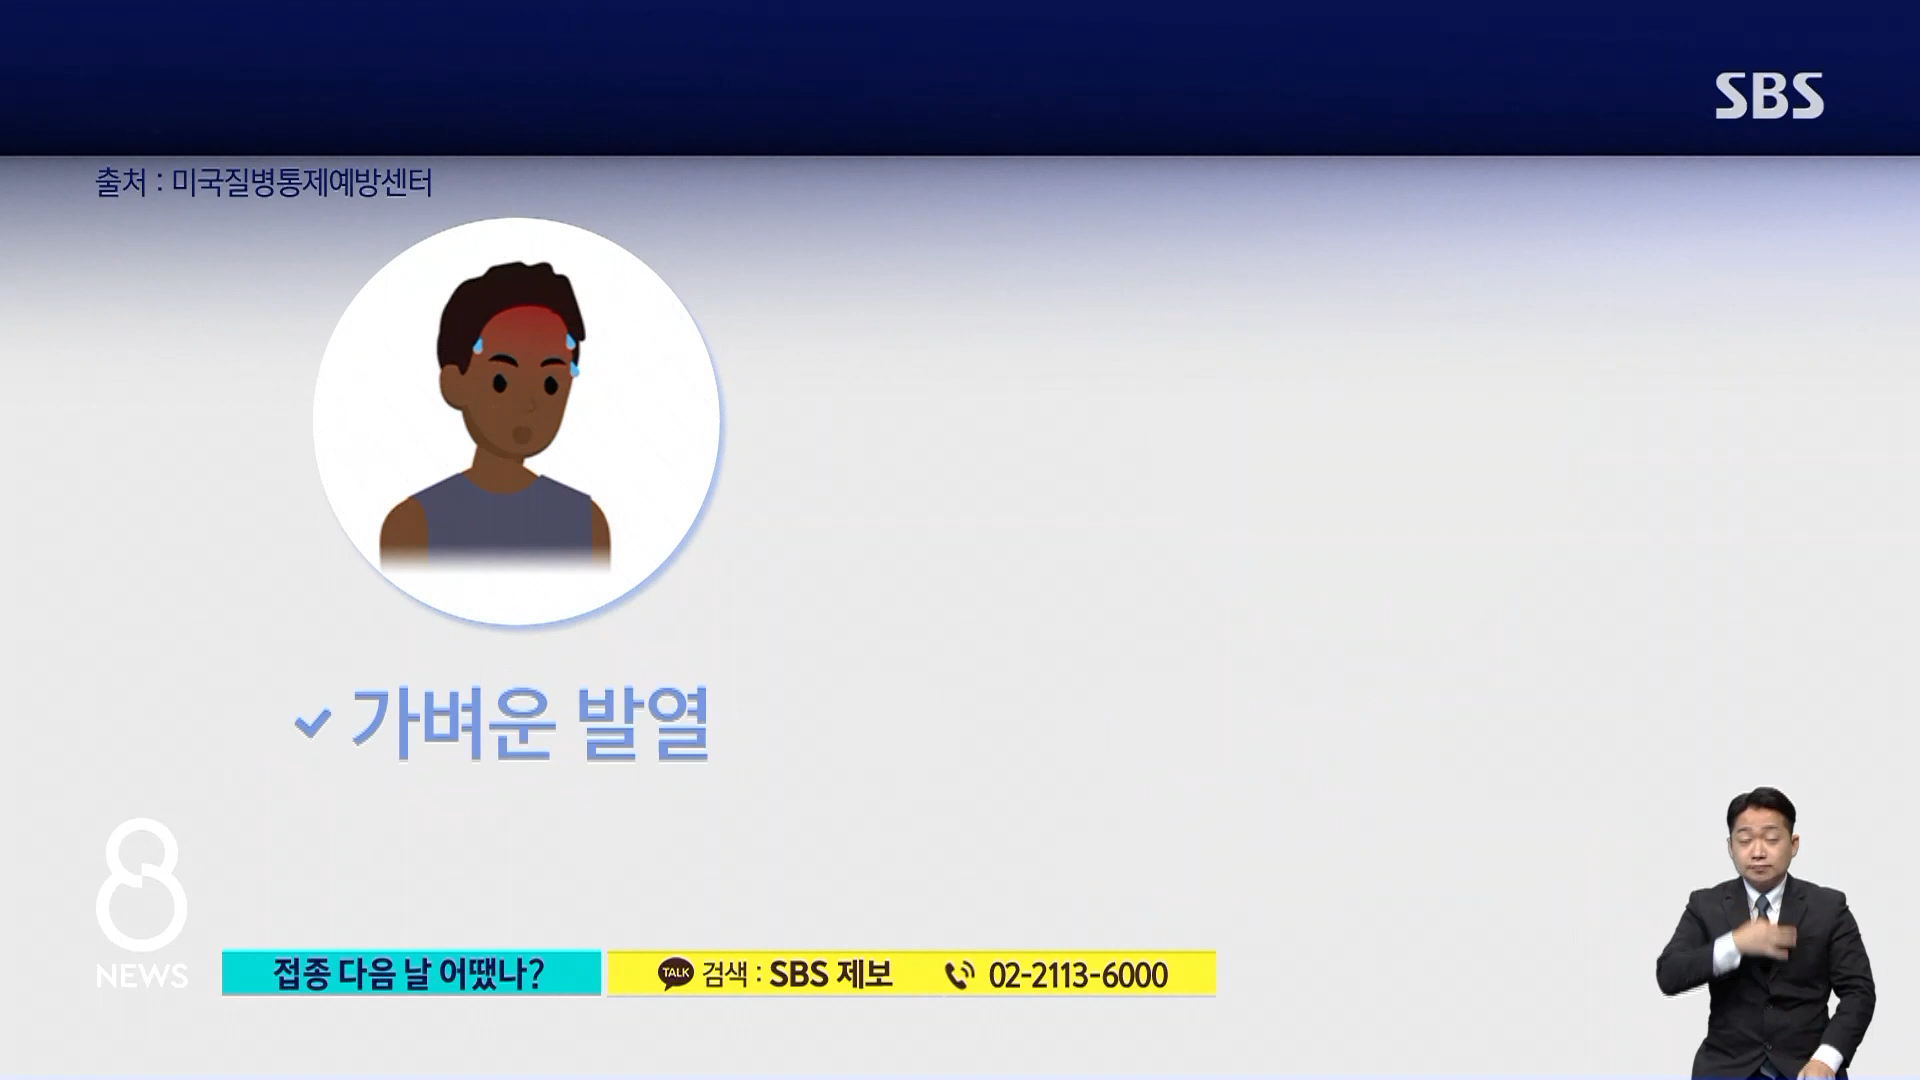 SBS
출처 : 미국질병통제예방센터
가벼운 발열
8
NEWS
접종 다음 날 어땠나?
TALK 검색 : SBS 제보 02-2113-6000